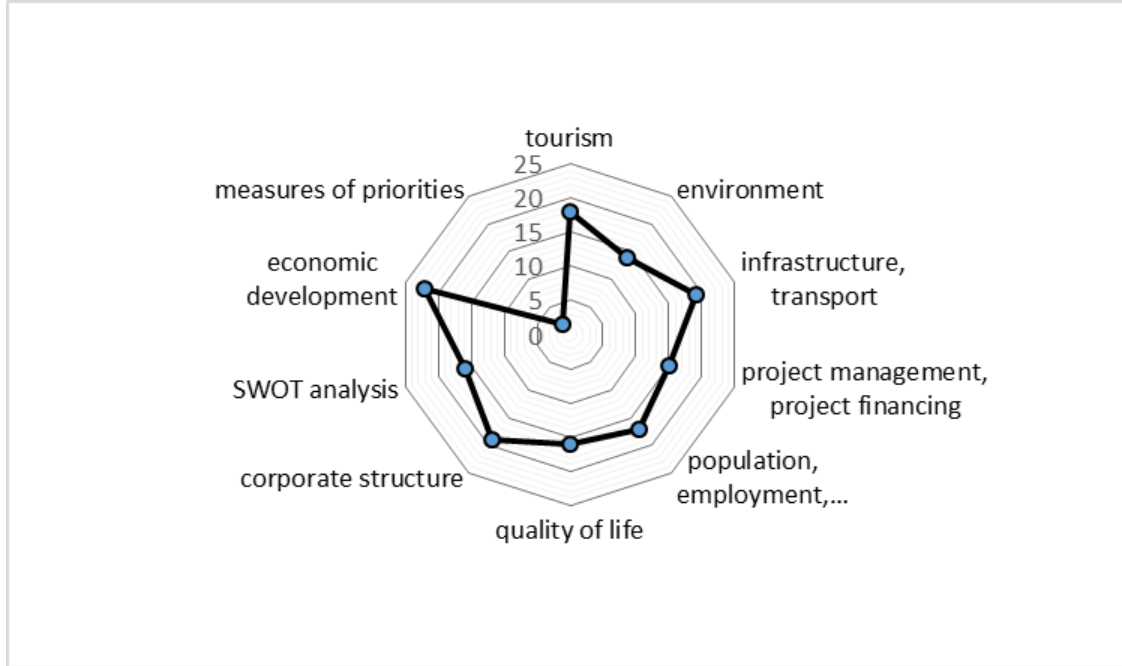 tourism
25
measures of priorities
environment
20
15
economic
development
infrastructure,
transport
10
5
0
SWOT analysis
project management,
project financing
corporate structure
population,
employment,...
quality of life